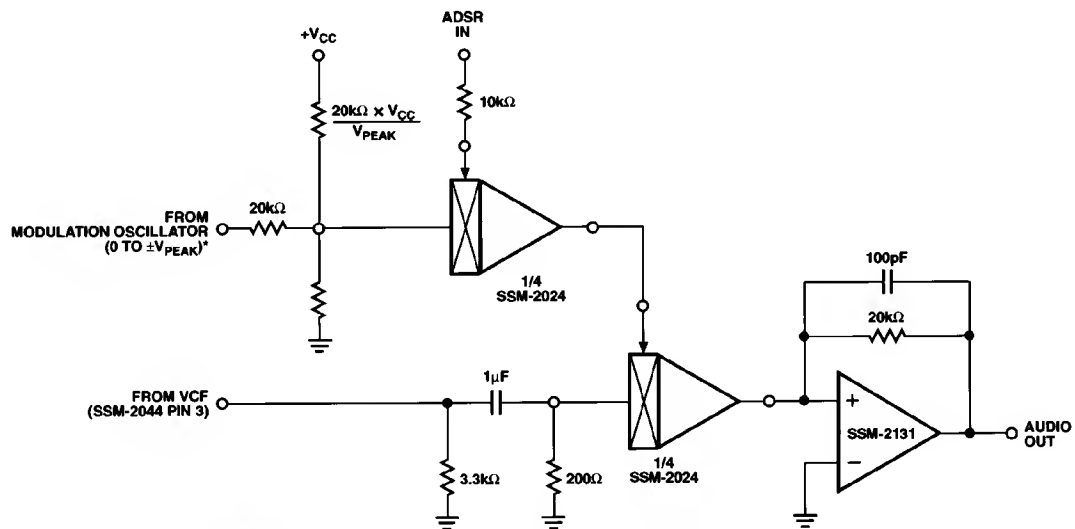 +VCC
ADSR
IN
20kΩ × VCC
VPEAK
10kΩ
20kΩ
FROM
MODULATION OSCILLATOR
(0 TO ±VPEAK)*
1/4
SSM-2024
100pF
20kΩ
FROM VCF
(SSM-2044 PIN 3)
1µF
+
SSM-2131
−
AUDIO
OUT
3.3kΩ
200Ω
1/4
SSM-2024